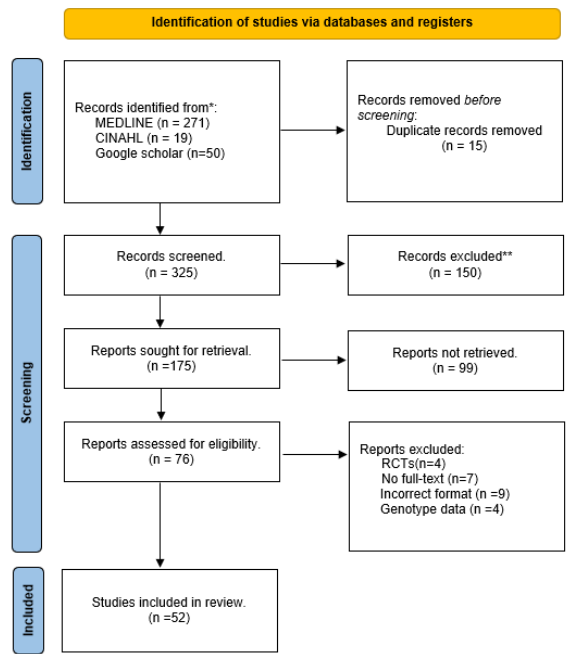 Identification of studies via databases and registers
Identification
Records identified from*:
MEDLINE (n = 271)
CINAHL (n = 19)
Google scholar (n=50)
Records removed before
screening:
Duplicate records removed
(n = 15)
Screening
Records screened.
(n = 325)
Records excluded**
(n = 150)
Reports sought for retrieval.
(n =175)
Reports not retrieved.
(n = 99)
Reports assessed for eligibility.
(n = 76)
Reports excluded:
RCTs(n=4)
No full-text (n=7)
Incorrect format (n =9)
Genotype data (n =4)
Included
Studies included in review.
(n =52)